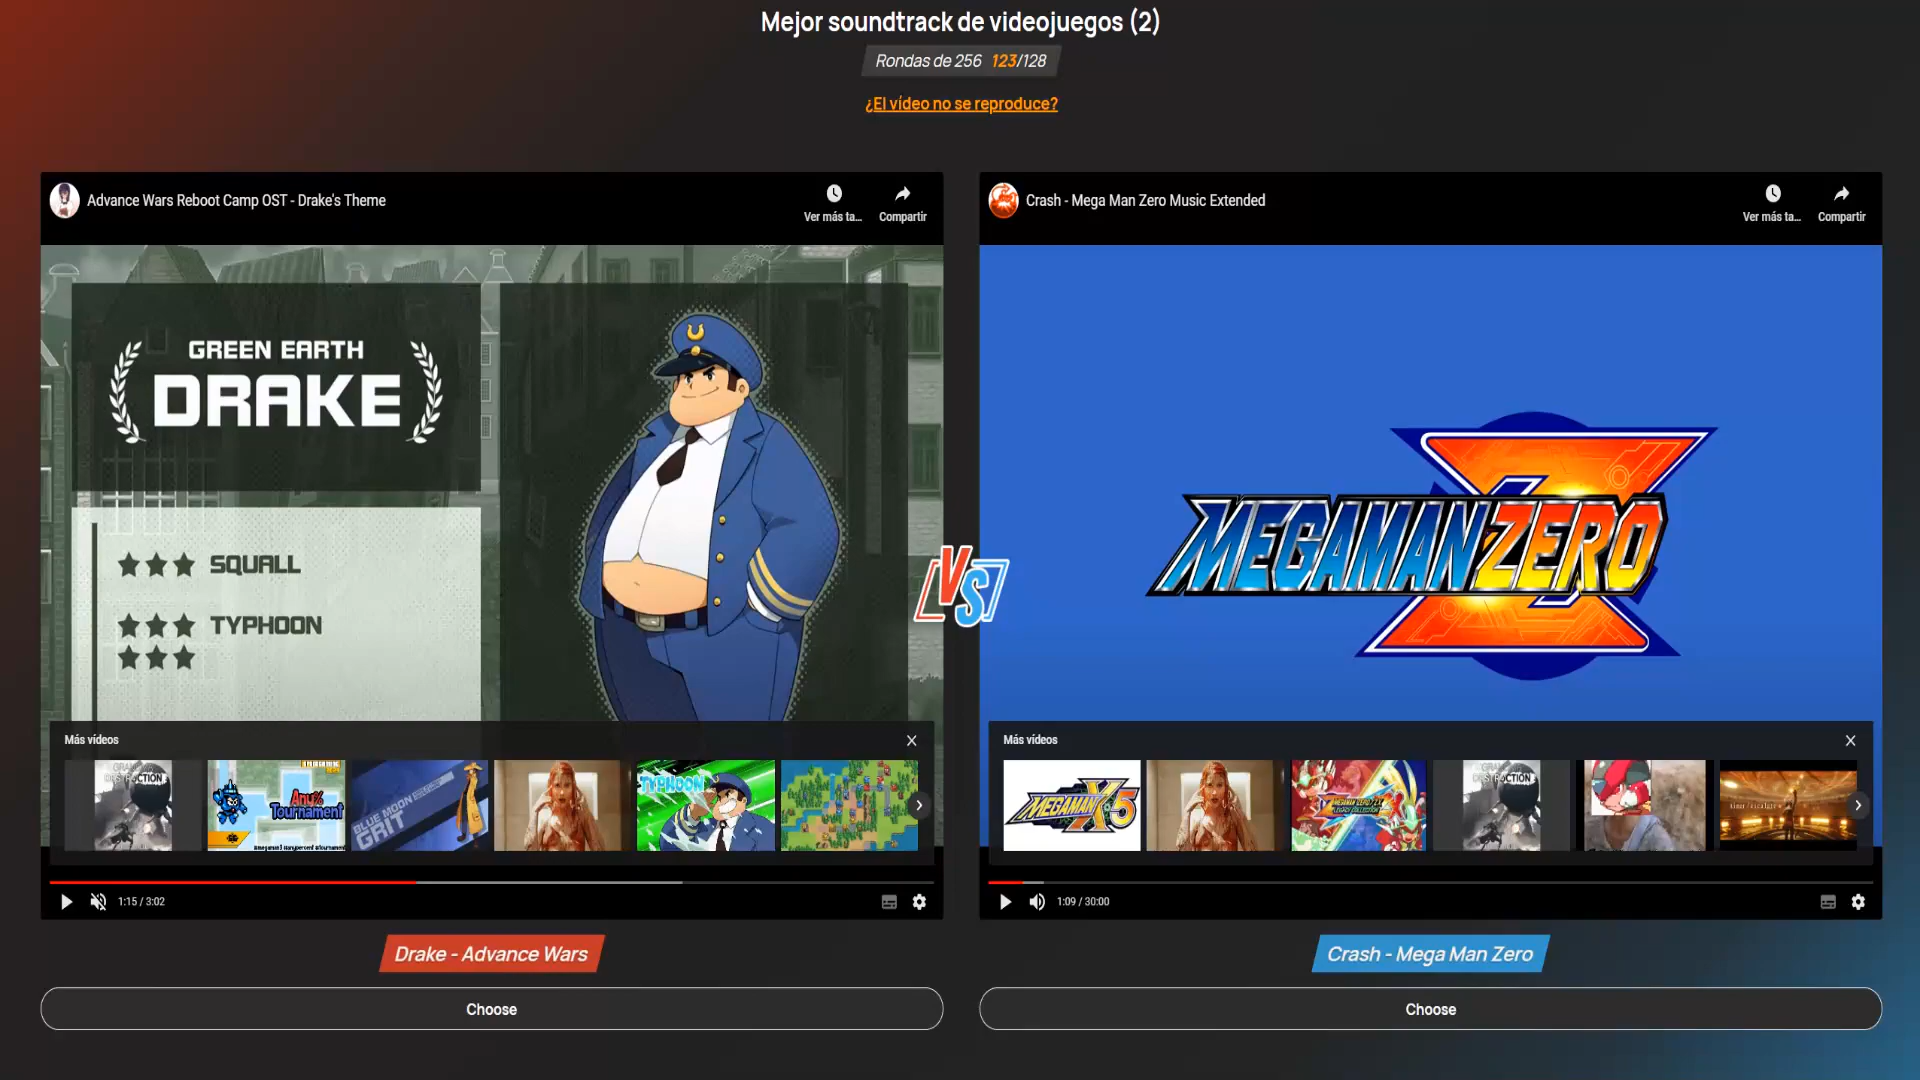 Mejor soundtrack de videojuegos (2)
Rondas de 256 123/128
¿El vídeo no se reproduce?
Advance Wars Reboot Camp OST - Drake's Theme
Ver más ta...
Compartir
GREEN EARTH
DRAKE
SQUALL
TYPHOON
Más vídeos
DESTRUCTION
Any%
Tournament
BLUE MOON
GRIT
TYPHOON
1:15 / 3:02
Drake - Advance Wars
Choose
VS
Crash - Mega Man Zero Music Extended
Ver más ta...
Compartir
MEGAMAN ZERO
Más vídeos
MEGAMAN X5
1:09 / 30:00
Crash - Mega Man Zero
Choose